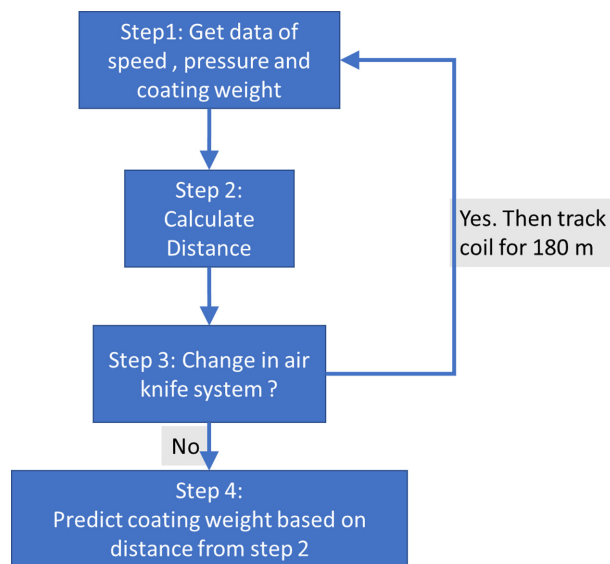 Step1: Get data of
speed , pressure and
coating weight
Step 2:
Calculate
Distance
Yes. Then track
coil for 180 m
Step 3: Change in air
knife system ?
No
Step 4:
Predict coating weight based on
distance from step 2